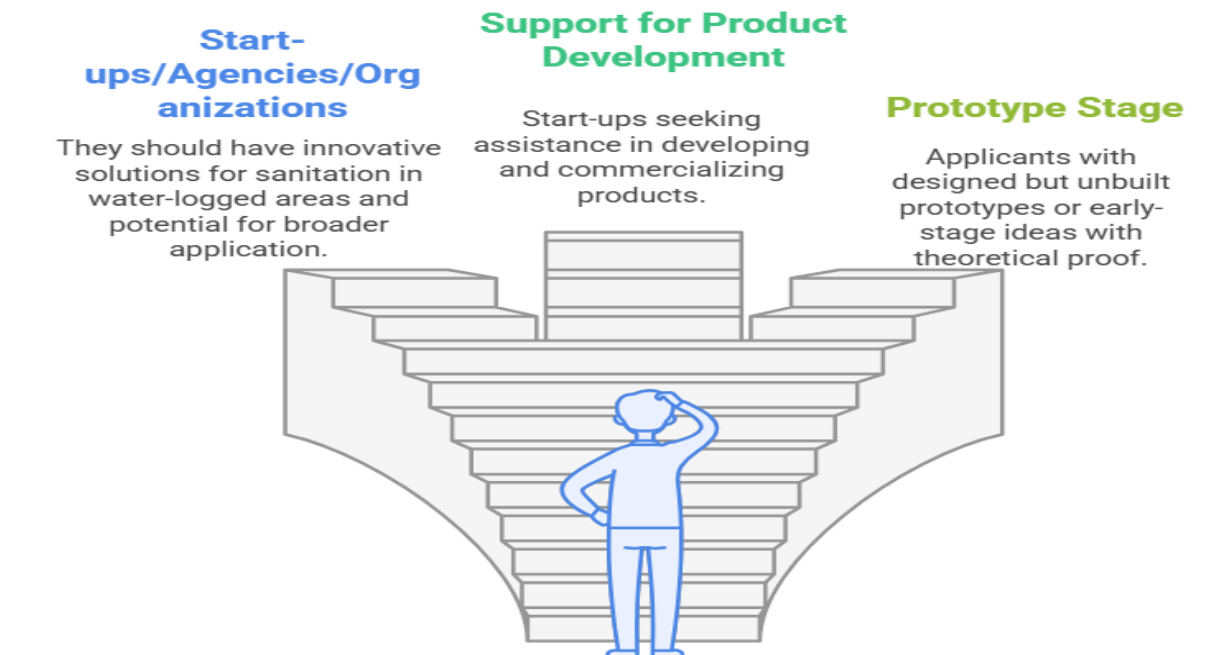 Start-
ups/Agencies/Org
anizations
They should have innovative
solutions for sanitation in
water-logged areas and
potential for broader
application.
Support for Product
Development
Start-ups seeking
assistance in developing
and commercializing
products.
Prototype Stage
Applicants with
designed but unbuilt
prototypes or early-
stage ideas with
theoretical proof.